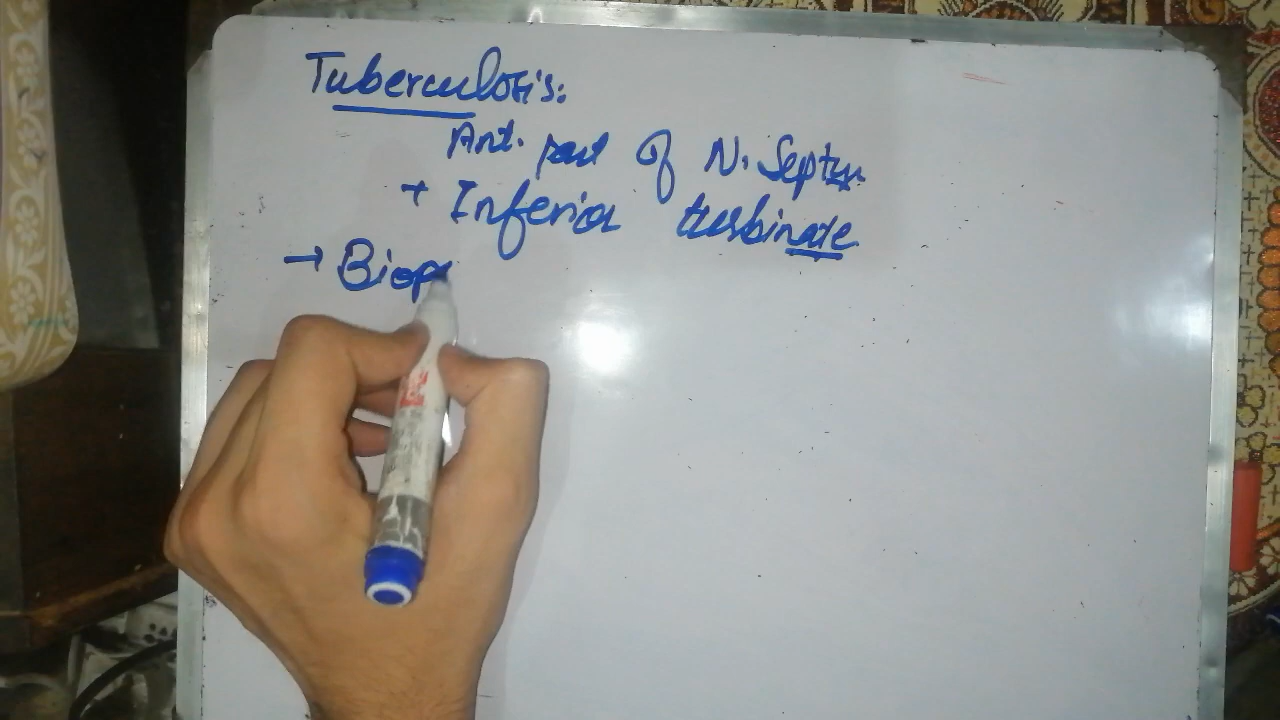 Tuberculosis:
Ant. part of N. Septum
+ Inferior turbinate
→ Biop